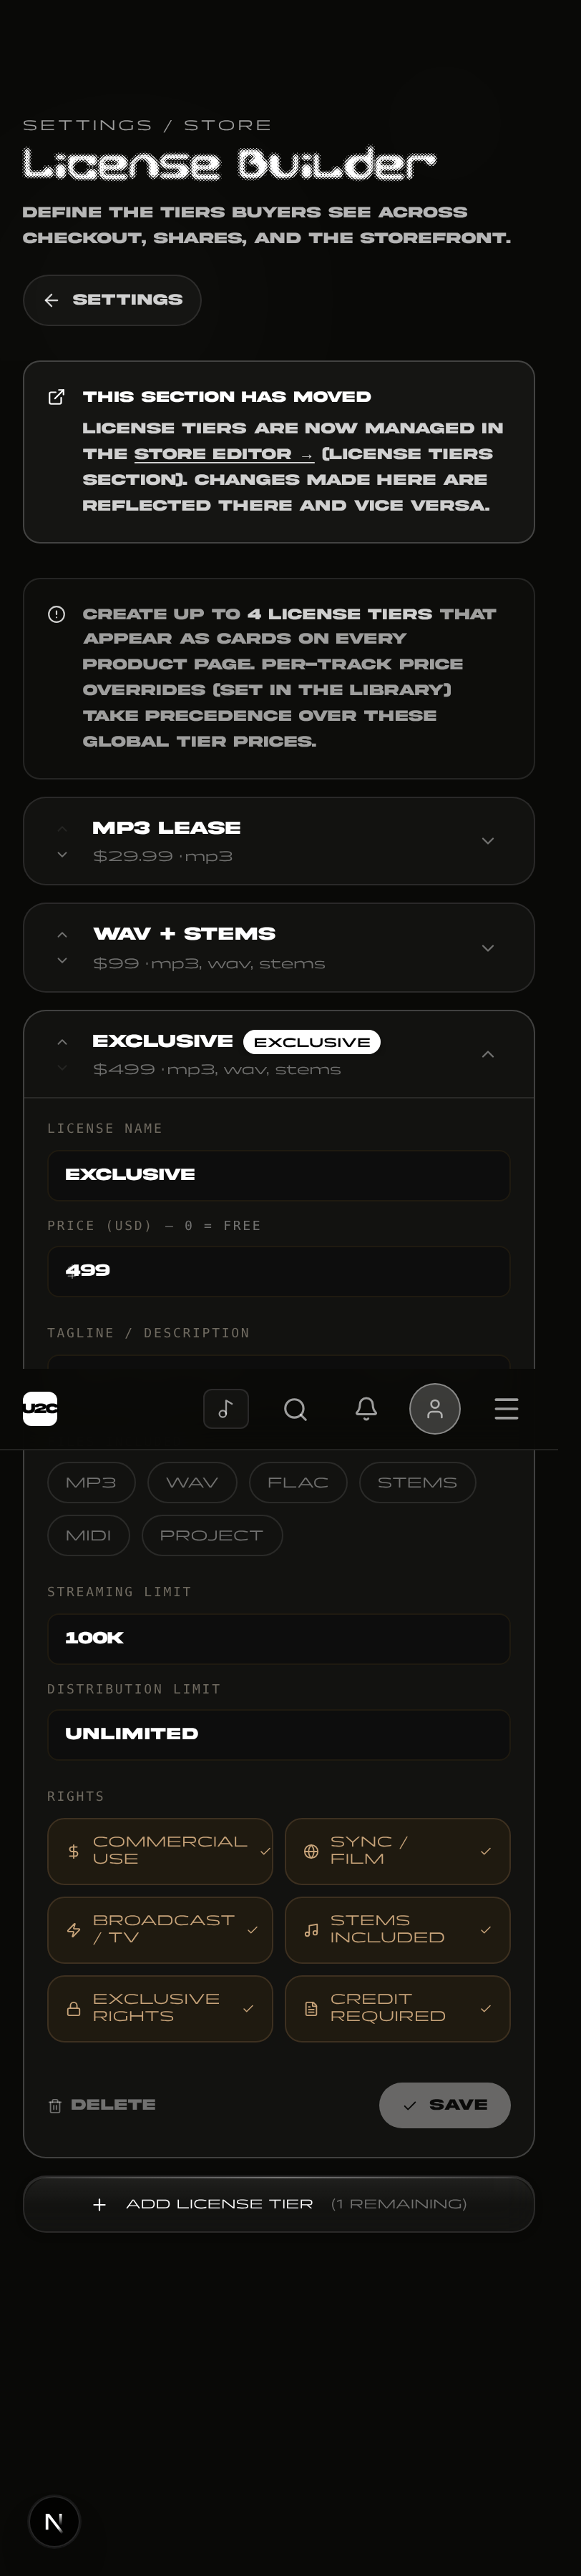 SETTINGS / STORE
License Builder
DEFINE THE TIERS BUYERS SEE ACROSS
CHECKOUT, SHARES, AND THE STOREFRONT.
← SETTINGS
THIS SECTION HAS MOVED
LICENSE TIERS ARE NOW MANAGED IN
THE STORE EDITOR → (LICENSE TIERS
SECTION). CHANGES MADE HERE ARE
REFLECTED THERE AND VICE VERSA.
CREATE UP TO 4 LICENSE TIERS THAT
APPEAR AS CARDS ON EVERY
PRODUCT PAGE. PER-TRACK PRICE
OVERRIDES (SET IN THE LIBRARY)
TAKE PRECEDENCE OVER THESE
GLOBAL TIER PRICES.
MP3 LEASE
$29.99 · mp3
WAV + STEMS
$99 · mp3, wav, stems
EXCLUSIVE EXCLUSIVE
$499 · mp3, wav, stems
LICENSE NAME
EXCLUSIVE
PRICE (USD) — 0 = FREE
499
TAGLINE / DESCRIPTION
U2C
MP3 WAV FLAC STEMS
MIDI PROJECT
STREAMING LIMIT
100K
DISTRIBUTION LIMIT
UNLIMITED
RIGHTS
COMMERCIAL
USE
SYNC /
FILM
BROADCAST
/ TV
STEMS
INCLUDED
EXCLUSIVE
RIGHTS
CREDIT
REQUIRED
DELETE
SAVE
+ ADD LICENSE TIER (1 REMAINING)
N